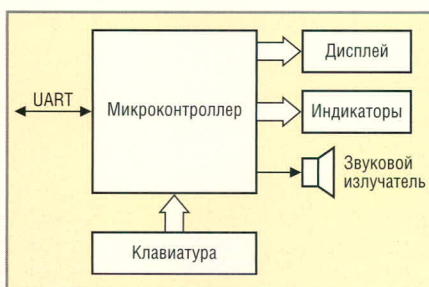 Дисплей
UART
Микроконтроллер
Индикаторы
Звуковой
излучатель
Клавиатура